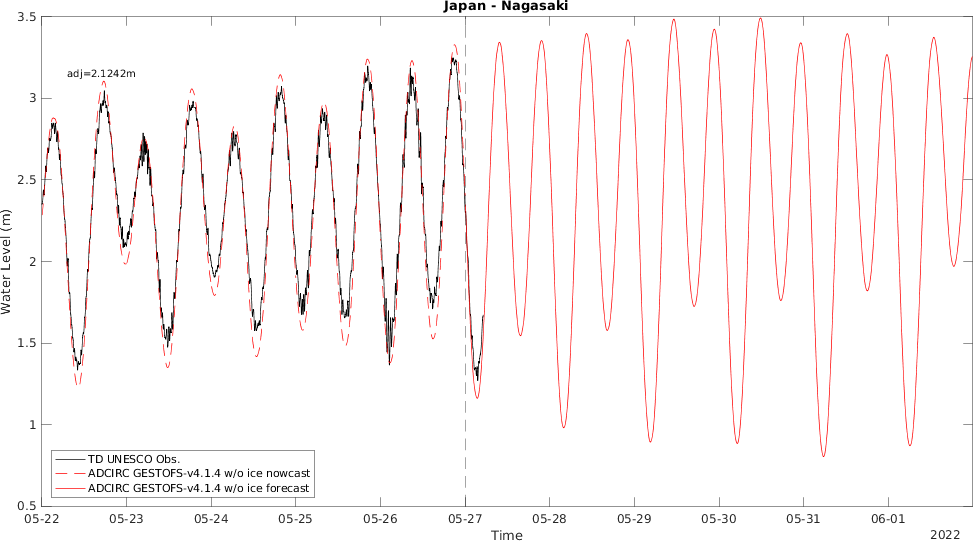 Japan - Nagasaki
3.5
3
2.5
2
1.5
1
0.5
Water Level (m)
adj=2.1242m
TD UNESCO Obs.
ADCIRC GESTOFS-v4.1.4 w/o ice nowcast
ADCIRC GESTOFS-v4.1.4 w/o ice forecast
05-22 05-23 05-24 05-25 05-26 05-27 05-28 05-29 05-30 05-31 06-01
Time
2022